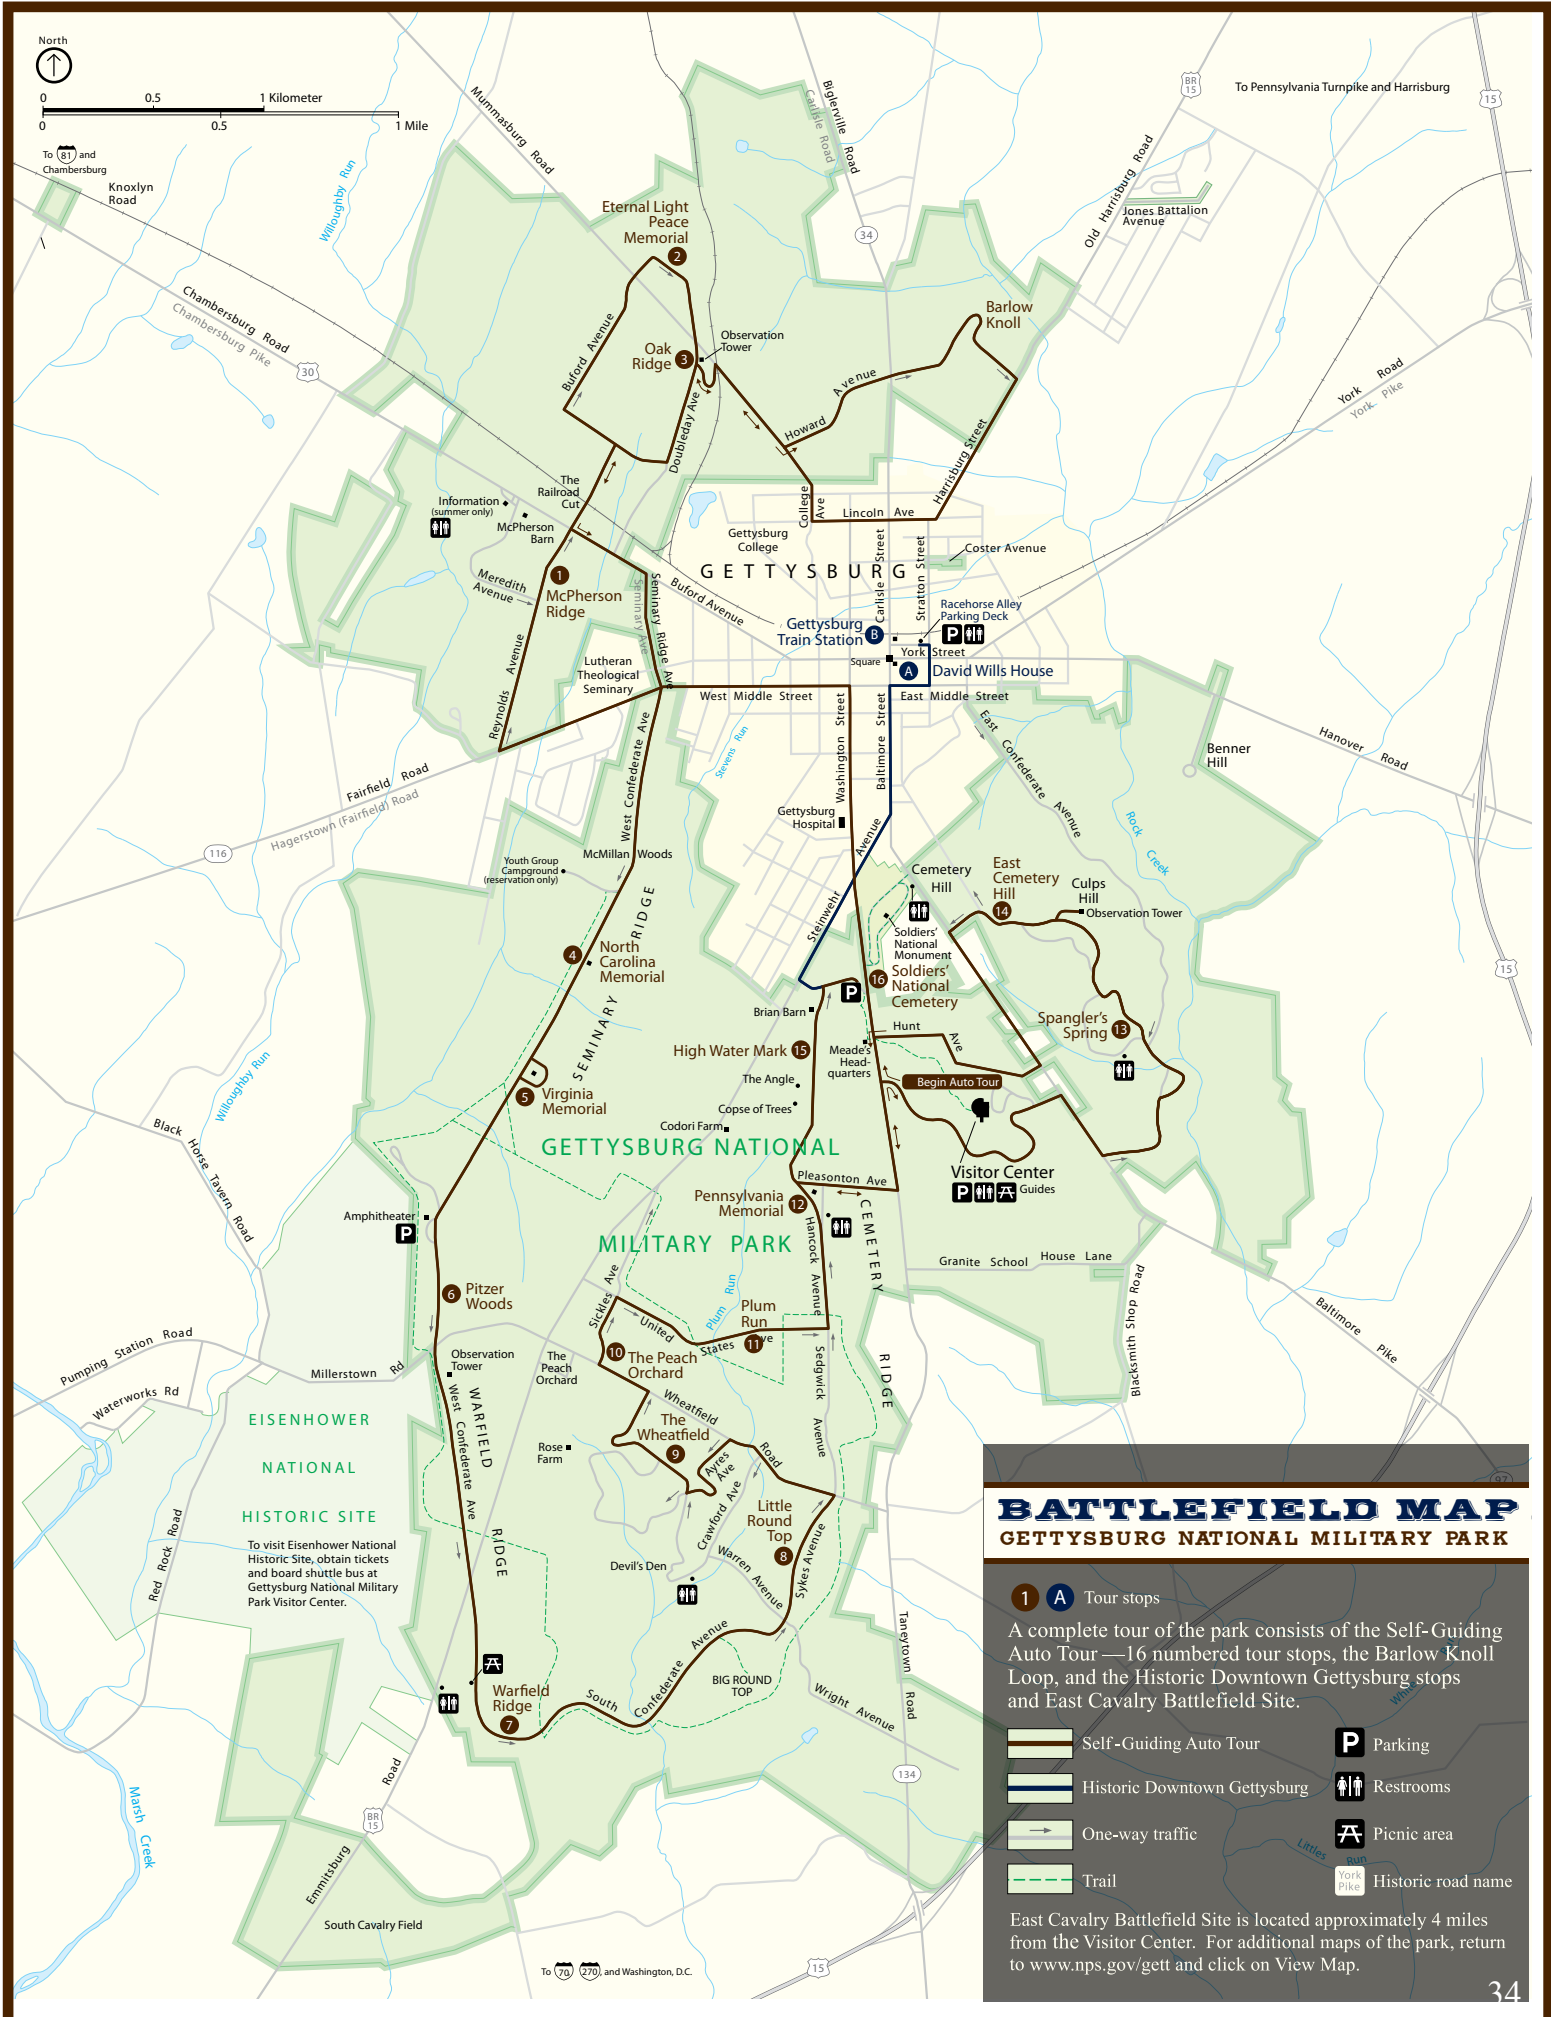 North
0 0.5 1 Kilometer
0 0.5 1 Mile
To 81 and
Chambersburg
Knoxlyn
Road
Willoughby Run
Mummasburg Road
Biglerville Road
Carlisle Road
34
BR
15
To Pennsylvania Turnpike and Harrisburg
15
Old Harrisburg Road
Jones Battalion
Avenue
Eternal Light
Peace
Memorial
2
Chambersburg Road
Chambersburg Pike
30
Buford Avenue
Oak
Ridge
3
Observation
Tower
Doubleday Ave
Barlow
Knoll
Howard Avenue
Harrisburg Street
York Road
York Pike
The
Railroad
Cut
Information
(summer only)
McPherson
Barn
Meredith
Avenue
1
McPherson
Ridge
College
Ave
Lincoln Ave
Gettysburg
College
GETTYSBURG
Carlisle Street
Stratton Street
Coster Avenue
Buford Avenue
Seminary Ridge Ave
Seminary Ave
Racehorse Alley
Parking Deck
P
Gettysburg
Train Station
B
York Street
Square
A
David Wills House
Lutheran
Theological
Seminary
Reynolds Avenue
West Middle Street
East Middle Street
Stevens Run
Washington Street
Baltimore Street
East Confederate Avenue
Benner
Hill
Hanover Road
Rock Creek
Fairfield Road
Hagerstown (Fairfield) Road
116
West Confederate Ave
Gettysburg
Hospital
McMillan Woods
Youth Group
Campground
(reservation only)
Steinwehr Avenue
Cemetery
Hill
East
Cemetery
Hill
14
Culps
Hill
Observation Tower
Soldiers'
National
Monument
16
Soldiers'
National
Cemetery
15
SEMINARY RIDGE
4
North
Carolina
Memorial
P
Brian Barn
High Water Mark
15
Meade's
Head-
quarters
Hunt Ave
Spangler's
Spring
13
The Angle
Begin Auto Tour
Copse of Trees
Codori Farm
5
Virginia
Memorial
Willoughby Run
Black Horse Tavern Road
GETTYSBURG NATIONAL
MILITARY PARK
Visitor Center
P
Guides
Pleasonton Ave
Pennsylvania
Memorial
12
Hancock Avenue
CEMETERY RIDGE
Amphitheater
P
Granite School House Lane
Blacksmith Shop Road
Baltimore Pike
6
Pitzer
Woods
Sickles Ave
United States Ave
Plum Run
Plum
Run
11
10
The Peach
Orchard
The
Peach
Orchard
Sedgwick Avenue
Pumping Station Road
Waterworks Rd
Millerstown Rd
Observation
Tower
EISENHOWER
NATIONAL
HISTORIC SITE
To visit Eisenhower National
Historic Site, obtain tickets
and board shuttle bus at
Gettysburg National Military
Park Visitor Center.
West Confederate Ave
WARFIELD RIDGE
Wheatfield Road
The
Wheatfield
9
Rose
Farm
Ayres
Ave
Crawford Ave
Little
Round
Top
8
Devil's Den
Warren Avenue
Sykes Avenue
Red Rock Road
Warfield
Ridge
7
South Confederate Avenue
BIG ROUND
TOP
Wright Avenue
Taneytown Road
134
Marsh Creek
BR
15
Emmitsburg Road
South Cavalry Field
To 70 270, and Washington, D.C.
15
97
BATTLEFIELD MAP
GETTYSBURG NATIONAL MILITARY PARK
1 A Tour stops
A complete tour of the park consists of the Self-Guiding
Auto Tour —16 numbered tour stops, the Barlow Knoll
Loop, and the Historic Downtown Gettysburg stops
and East Cavalry Battlefield Site.
Self-Guiding Auto Tour
P Parking
Historic Downtown Gettysburg
Restrooms
One-way traffic
Picnic area
Littles Run
Trail
York
Pike
Historic road name
East Cavalry Battlefield Site is located approximately 4 miles
from the Visitor Center. For additional maps of the park, return
to www.nps.gov/gett and click on View Map.
34